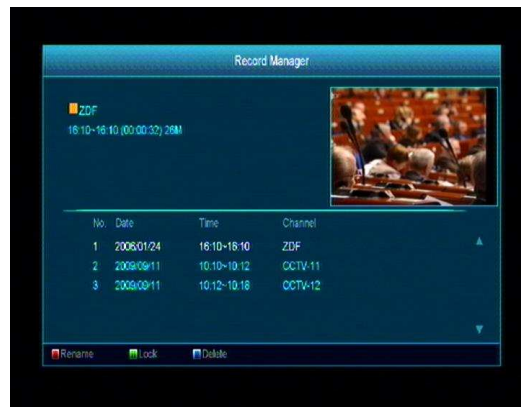 Record Manager
ZDF
16:10~16:10 (00:00:32) 26M
No. Date Time Channel
1 2006/01/24 16:10~16:10 ZDF
2 2009/09/11 10:10~10:12 CCTV-11
3 2009/09/11 10:12~10:18 CCTV-12
Rename Lock Delete